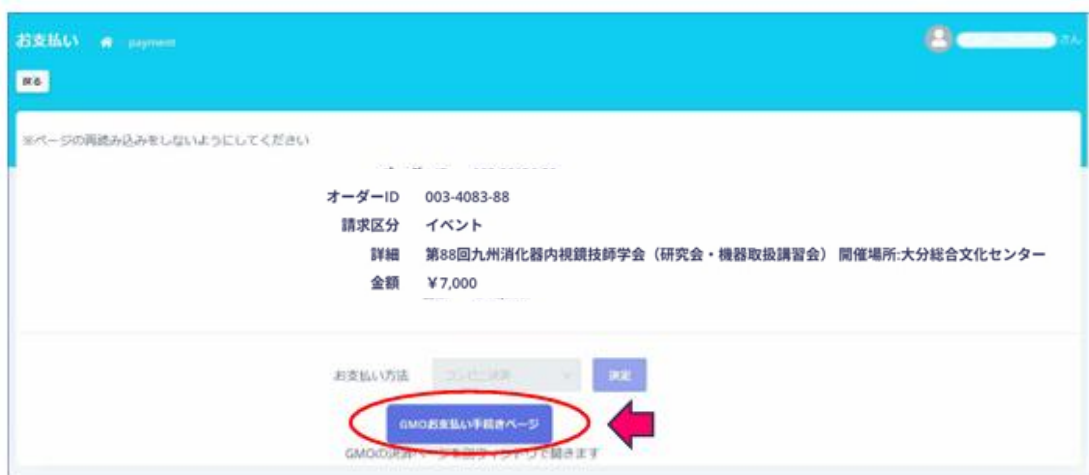 お支払い payment
さん
戻る
※ページの再読み込みをしないようにしてください
オーダーID 003-4083-88
請求区分 イベント
詳細 第88回九州消化器内視鏡技師学会（研究会・機器取扱講習会） 開催場所:大分総合文化センター
金額 ￥7,000
お支払い方法 コンビニ決済 決定
GMOお支払い手続きページ
GMOの決済ページを別ウィンドウで開きます